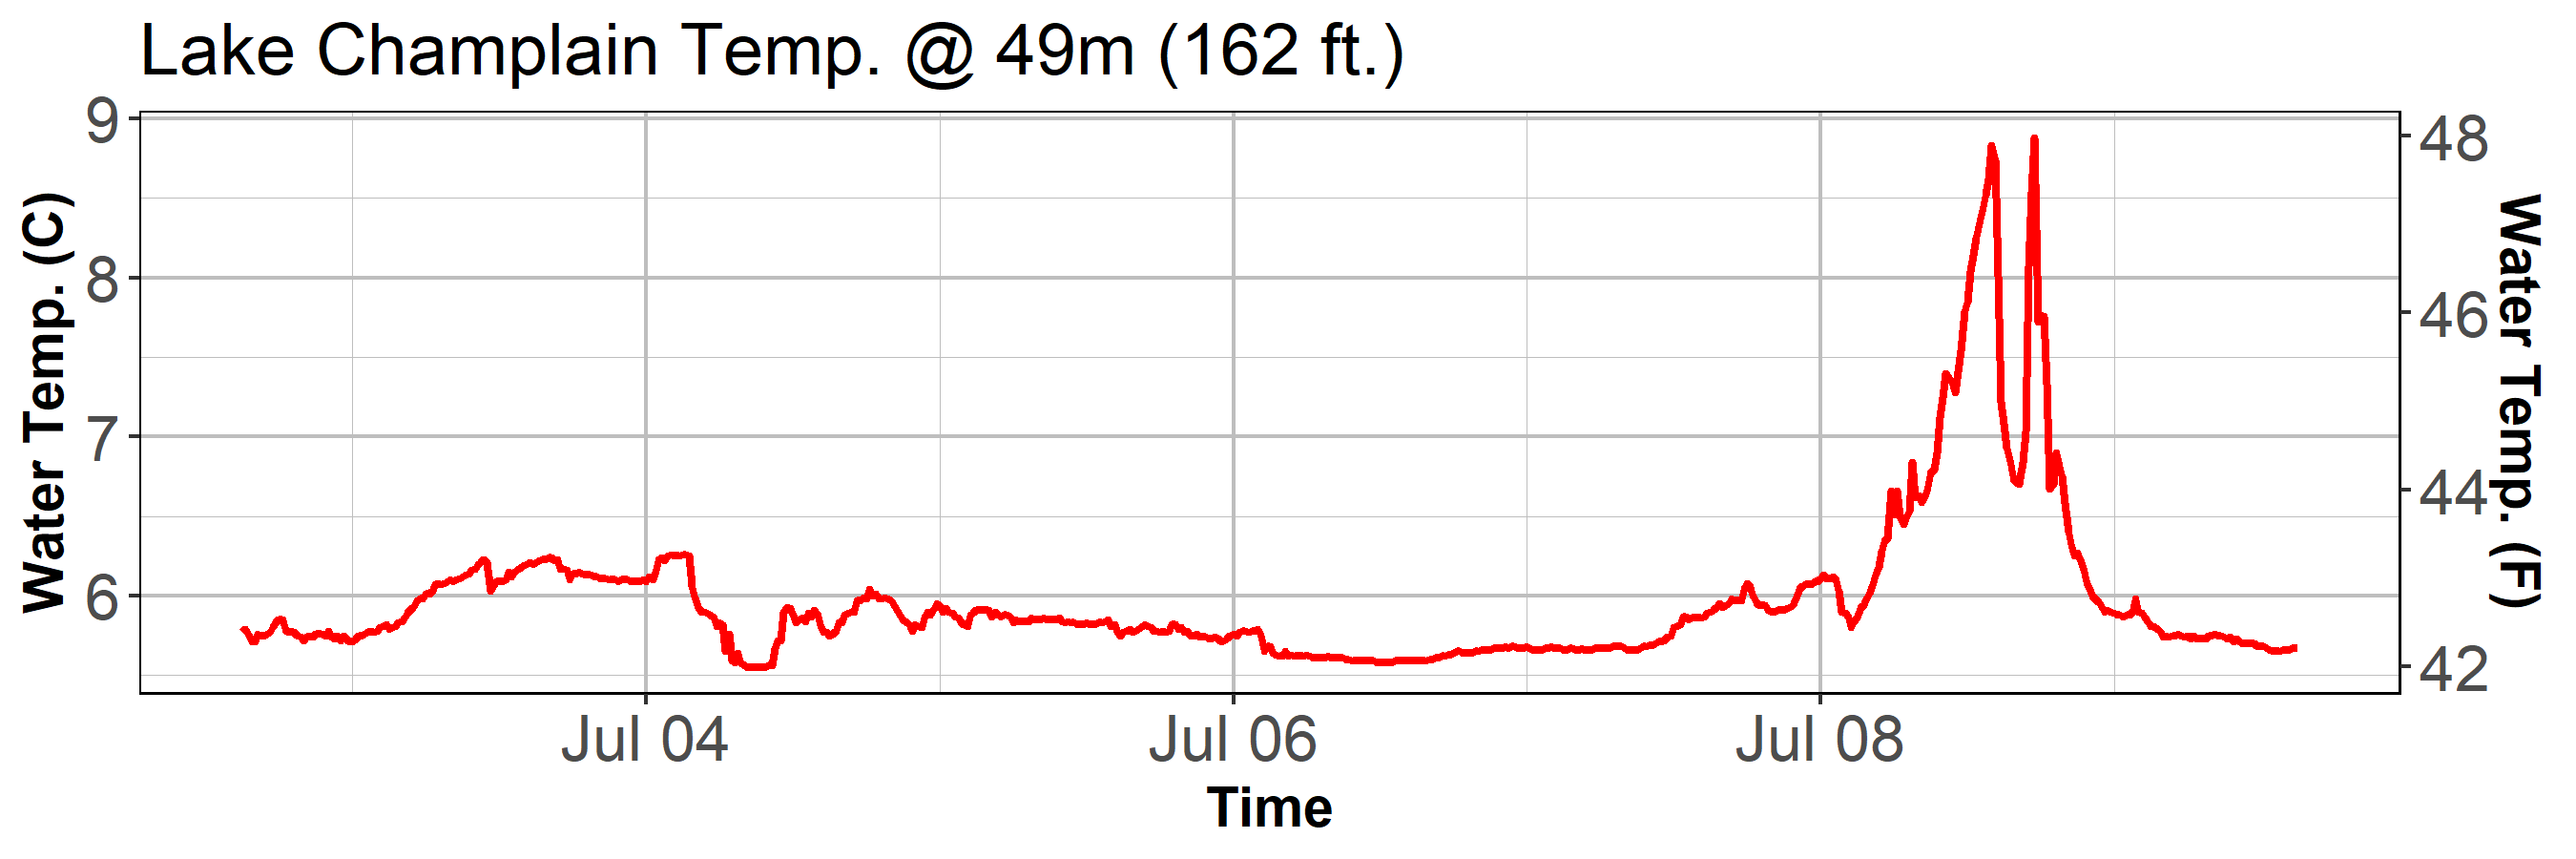 Lake Champlain Temp. @ 49m (162 ft.)
Water Temp. (C)
9
8
7
6
48
46
44
42
Water Temp. (F)
Jul 04
Jul 06
Jul 08
Time